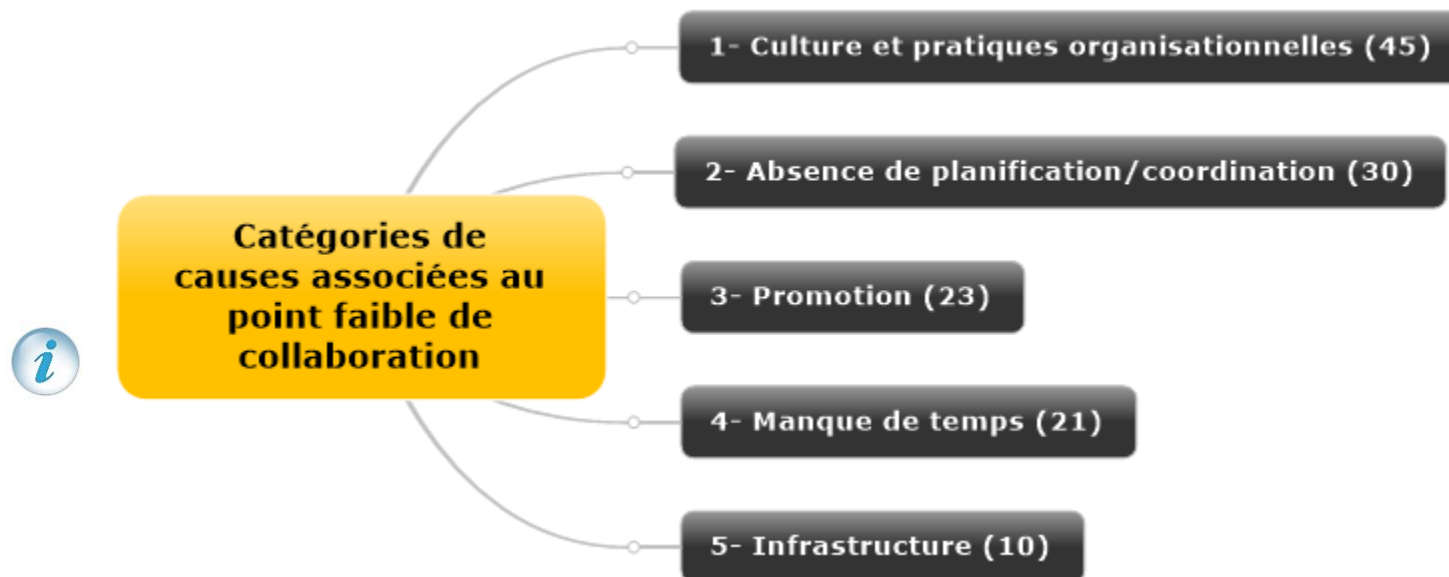 Catégories de
causes associées au
point faible de
collaboration
1- Culture et pratiques organisationnelles (45)
2- Absence de planification/coordination (30)
3- Promotion (23)
4- Manque de temps (21)
5- Infrastructure (10)
i